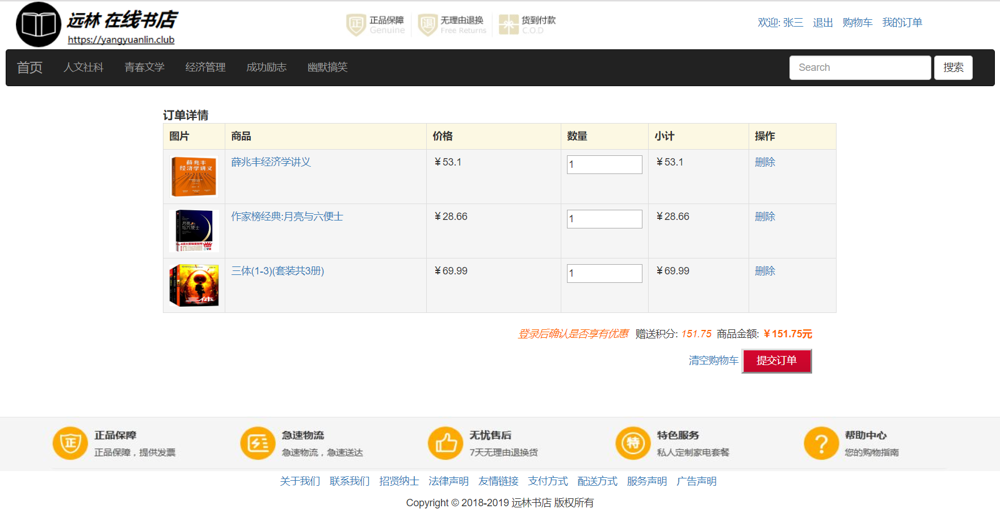 远林 在线书店
https://yangyuanlin.club
正 正品保障 Genuine
退 无理由退换 Free Returns
货到付款 C.O.D
欢迎: 张三 退出 购物车 我的订单
首页 人文社科 青春文学 经济管理 成功励志 幽默搞笑 Search 搜索
订单详情
图片 商品 价格 数量 小计 操作
薛兆丰
经济学讲义
薛兆丰经济学讲义 ¥53.1 1 ¥53.1 删除
月亮
与六便士
作家榜经典:月亮与六便士 ¥28.66 1 ¥28.66 删除
三体
三体(1-3)(套装共3册) ¥69.99 1 ¥69.99 删除
登录后确认是否享有优惠 赠送积分: 151.75 商品金额: ¥151.75元
清空购物车 提交订单
正 正品保障
正品保障，提供发票
急速物流
急速物流，急速送达
无忧售后
7天无理由退换货
特 特色服务
私人定制家电套餐
? 帮助中心
您的购物指南
关于我们 联系我们 招贤纳士 法律声明 友情链接 支付方式 配送方式 服务声明 广告声明
Copyright © 2018-2019 远林书店 版权所有